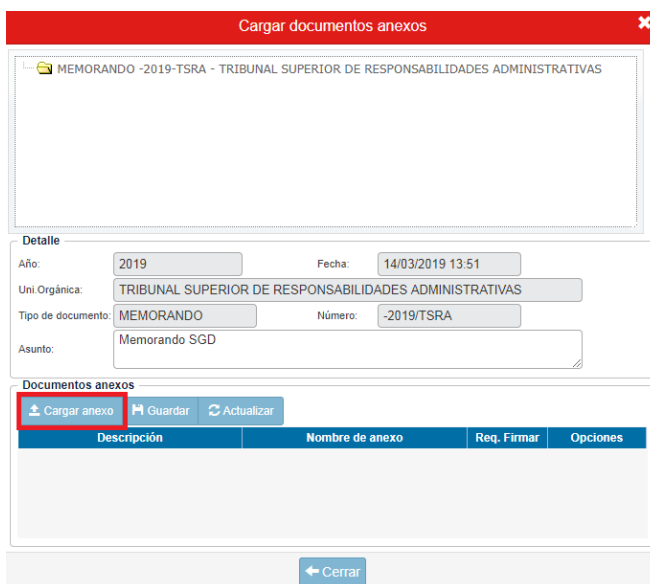 Cargar documentos anexos
MEMORANDO -2019-TSRA - TRIBUNAL SUPERIOR DE RESPONSABILIDADES ADMINISTRATIVAS
Detalle
Año: 2019 Fecha: 14/03/2019 13:51
Uni.Orgánica: TRIBUNAL SUPERIOR DE RESPONSABILIDADES ADMINISTRATIVAS
Tipo de documento: MEMORANDO Número: -2019/TSRA
Asunto: Memorando SGD
Documentos anexos
Cargar anexo Guardar Actualizar
Descripción Nombre de anexo Req. Firmar Opciones
Cerrar